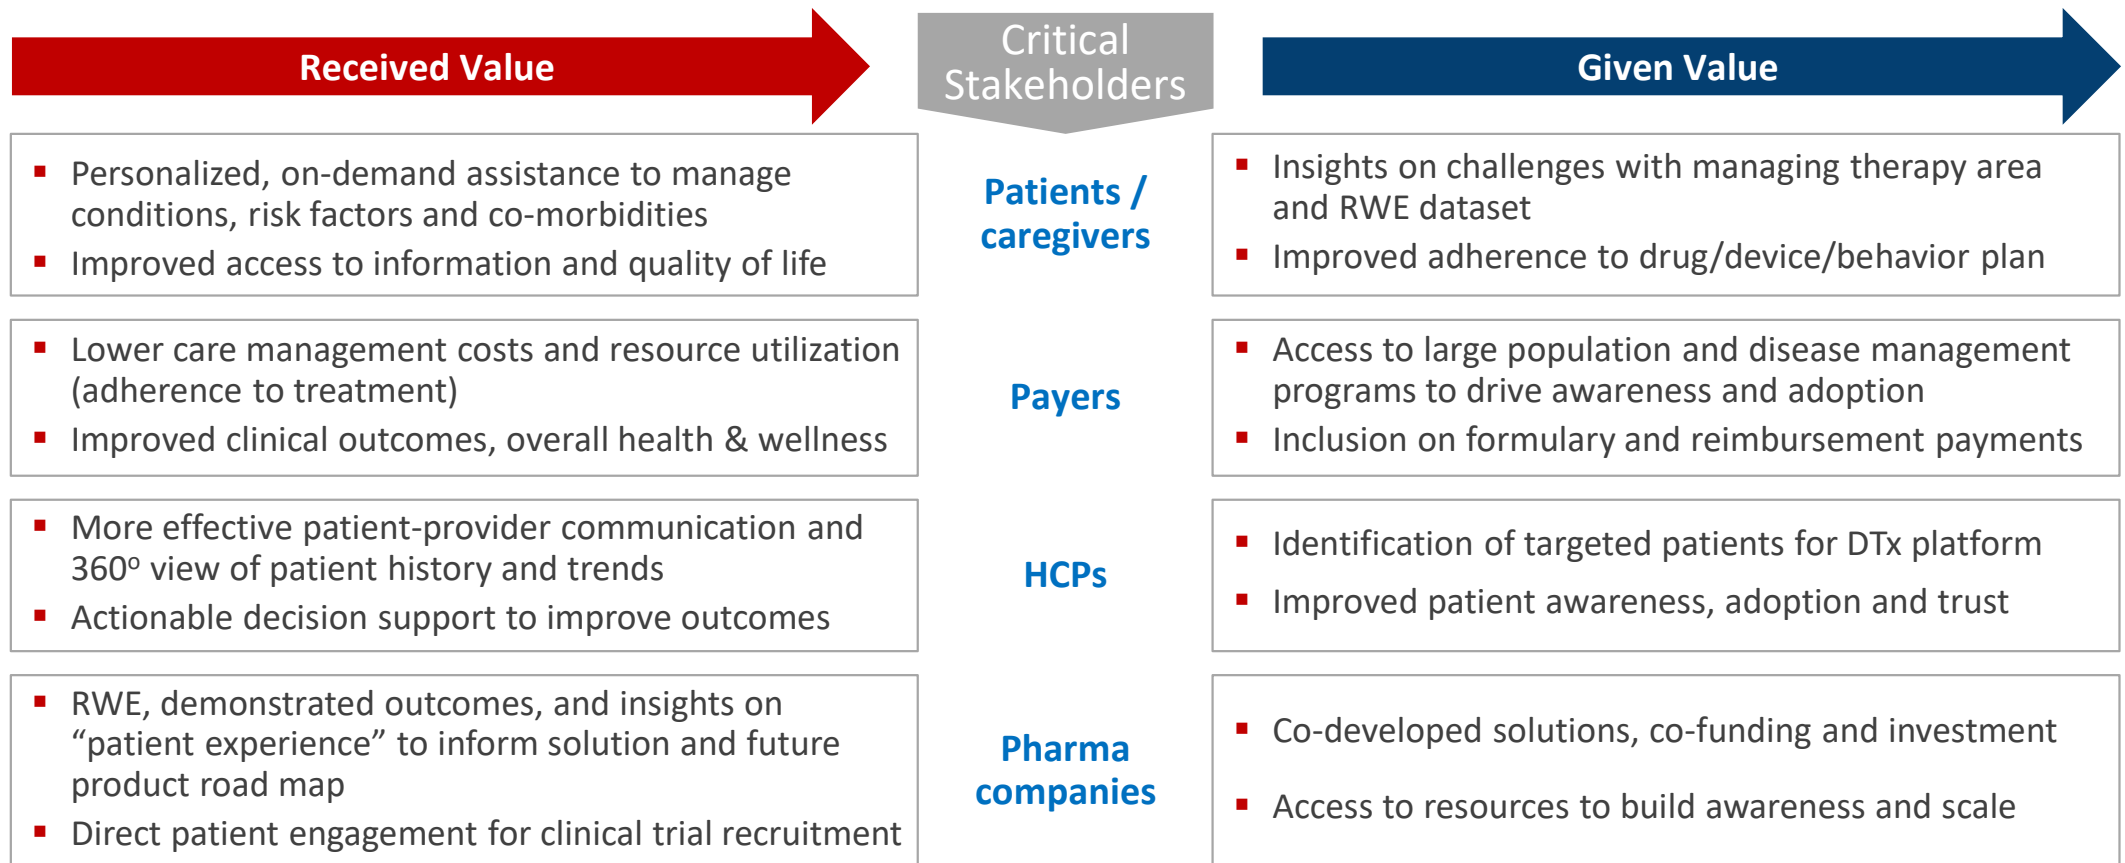 Received Value
Critical
Stakeholders
Given Value
▪ Personalized, on-demand assistance to manage
conditions, risk factors and co-morbidities
▪ Improved access to information and quality of life
Patients /
caregivers
▪ Insights on challenges with managing therapy area
and RWE dataset
▪ Improved adherence to drug/device/behavior plan
▪ Lower care management costs and resource utilization
(adherence to treatment)
▪ Improved clinical outcomes, overall health & wellness
Payers
▪ Access to large population and disease management
programs to drive awareness and adoption
▪ Inclusion on formulary and reimbursement payments
▪ More effective patient-provider communication and
360º view of patient history and trends
▪ Actionable decision support to improve outcomes
HCPs
▪ Identification of targeted patients for DTx platform
▪ Improved patient awareness, adoption and trust
▪ RWE, demonstrated outcomes, and insights on
“patient experience” to inform solution and future
product road map
▪ Direct patient engagement for clinical trial recruitment
Pharma
companies
▪ Co-developed solutions, co-funding and investment
▪ Access to resources to build awareness and scale